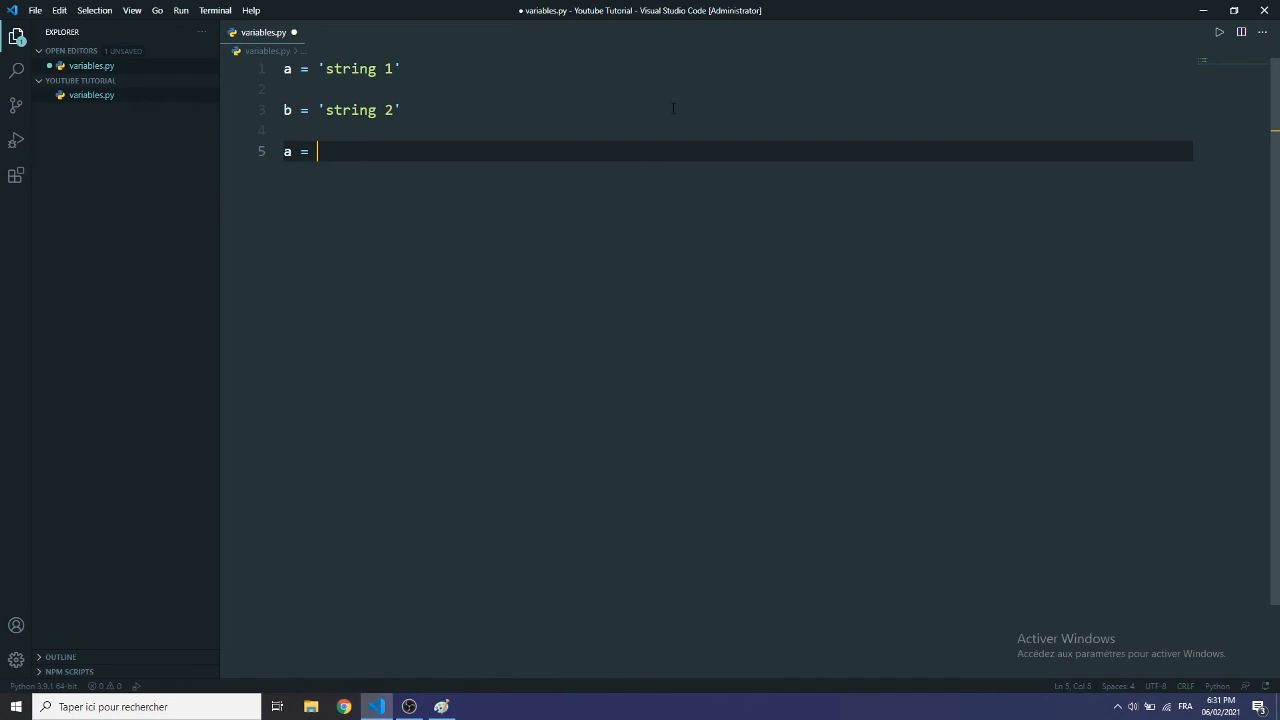 File Edit Selection View Go Run Terminal Help
● variables.py - Youtube Tutorial - Visual Studio Code [Administrator]
EXPLORER
OPEN EDITORS 1 UNSAVED
variables.py
YOUTUBE TUTORIAL
variables.py
OUTLINE
NPM SCRIPTS
variables.py
variables.py > ...
1 a = 'string 1'
2
3 b = 'string 2'
4
5 a =
Activer Windows
Accédez aux paramètres pour activer Windows.
Python 3.9.1 64-bit 0 0
Ln 5, Col 5 Spaces: 4 UTF-8 CRLF Python
Taper ici pour rechercher
FRA
6:31 PM
06/02/2021
1